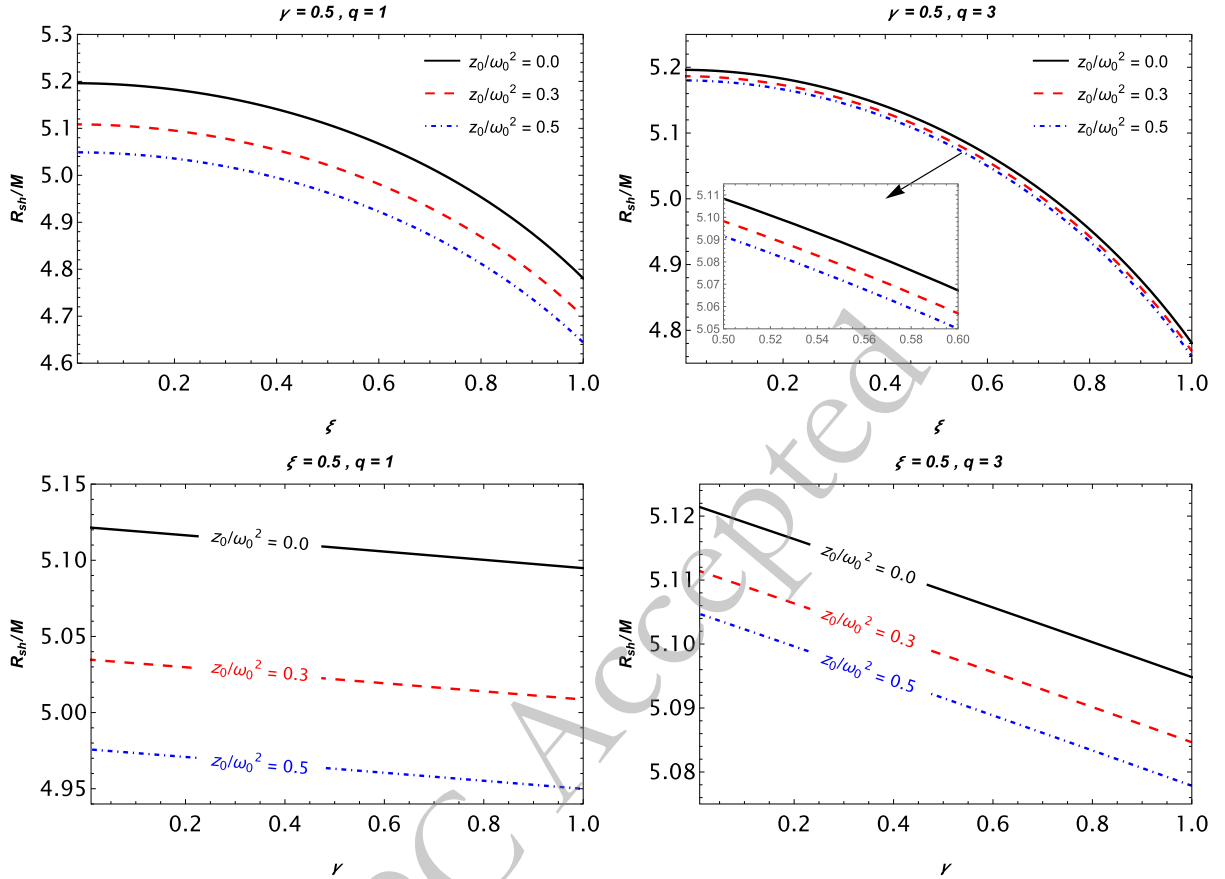 γ = 0.5 , q = 1
5.3
5.2
5.1
5.0
4.9
4.8
4.7
4.6
R_sh/M
z₀/ω₀² = 0.0
z₀/ω₀² = 0.3
z₀/ω₀² = 0.5
0.2 0.4 0.6 0.8 1.0
ξ
γ = 0.5 , q = 3
5.2
5.1
5.0
4.9
4.8
R_sh/M
z₀/ω₀² = 0.0
z₀/ω₀² = 0.3
z₀/ω₀² = 0.5
5.11
5.10
5.09
5.08
5.07
5.06
5.05
0.50 0.52 0.54 0.56 0.58 0.60
0.2 0.4 0.6 0.8 1.0
ξ
ξ = 0.5 , q = 1
5.15
5.10
5.05
5.00
4.95
R_sh/M
z₀/ω₀² = 0.0
z₀/ω₀² = 0.3
z₀/ω₀² = 0.5
0.2 0.4 0.6 0.8 1.0
γ
ξ = 0.5 , q = 3
5.12
5.11
5.10
5.09
5.08
R_sh/M
z₀/ω₀² = 0.0
z₀/ω₀² = 0.3
z₀/ω₀² = 0.5
0.2 0.4 0.6 0.8 1.0
γ
Accepted